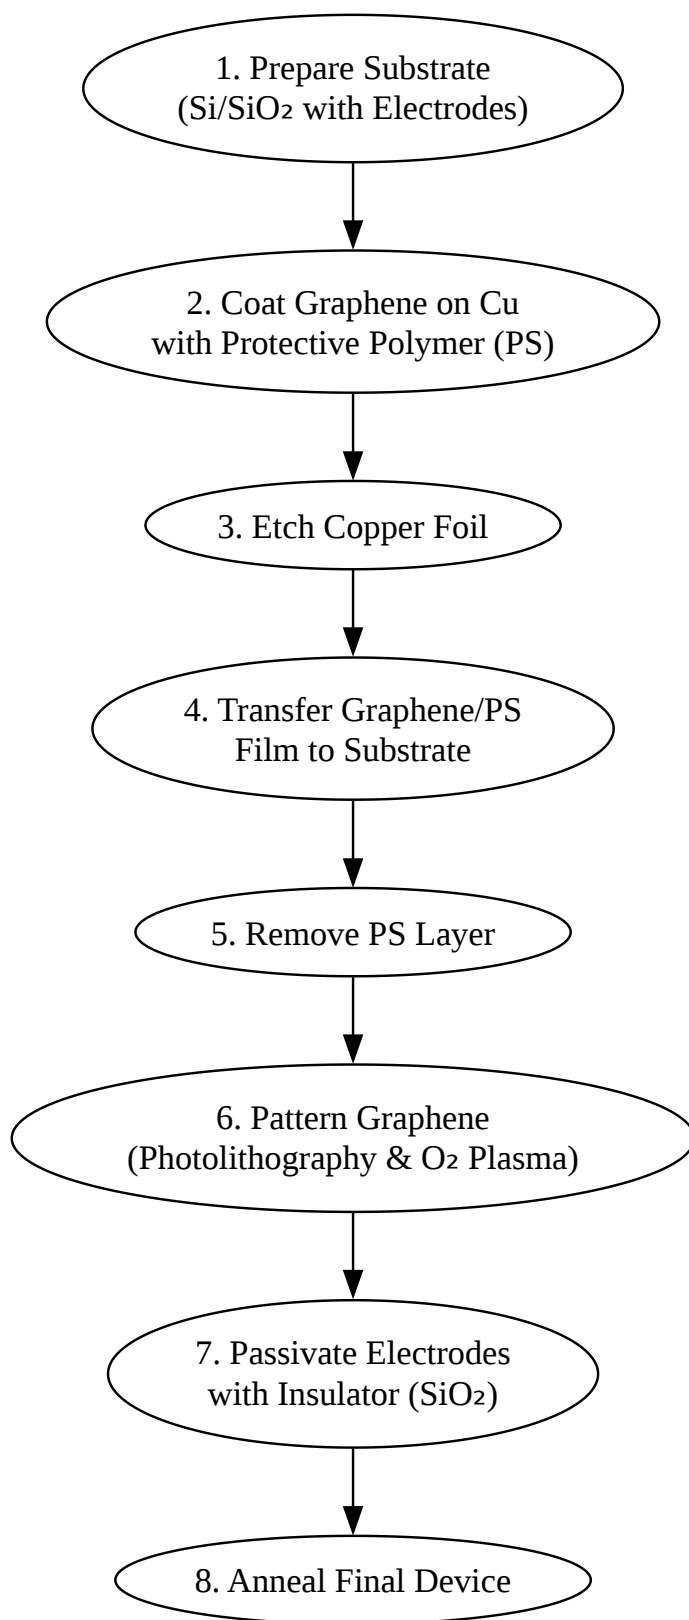 1. Prepare Substrate
(Si/SiO₂ with Electrodes)
2. Coat Graphene on Cu
with Protective Polymer (PS)
3. Etch Copper Foil
4. Transfer Graphene/PS
Film to Substrate
5. Remove PS Layer
6. Pattern Graphene
(Photolithography & O₂ Plasma)
7. Passivate Electrodes
with Insulator (SiO₂)
8. Anneal Final Device